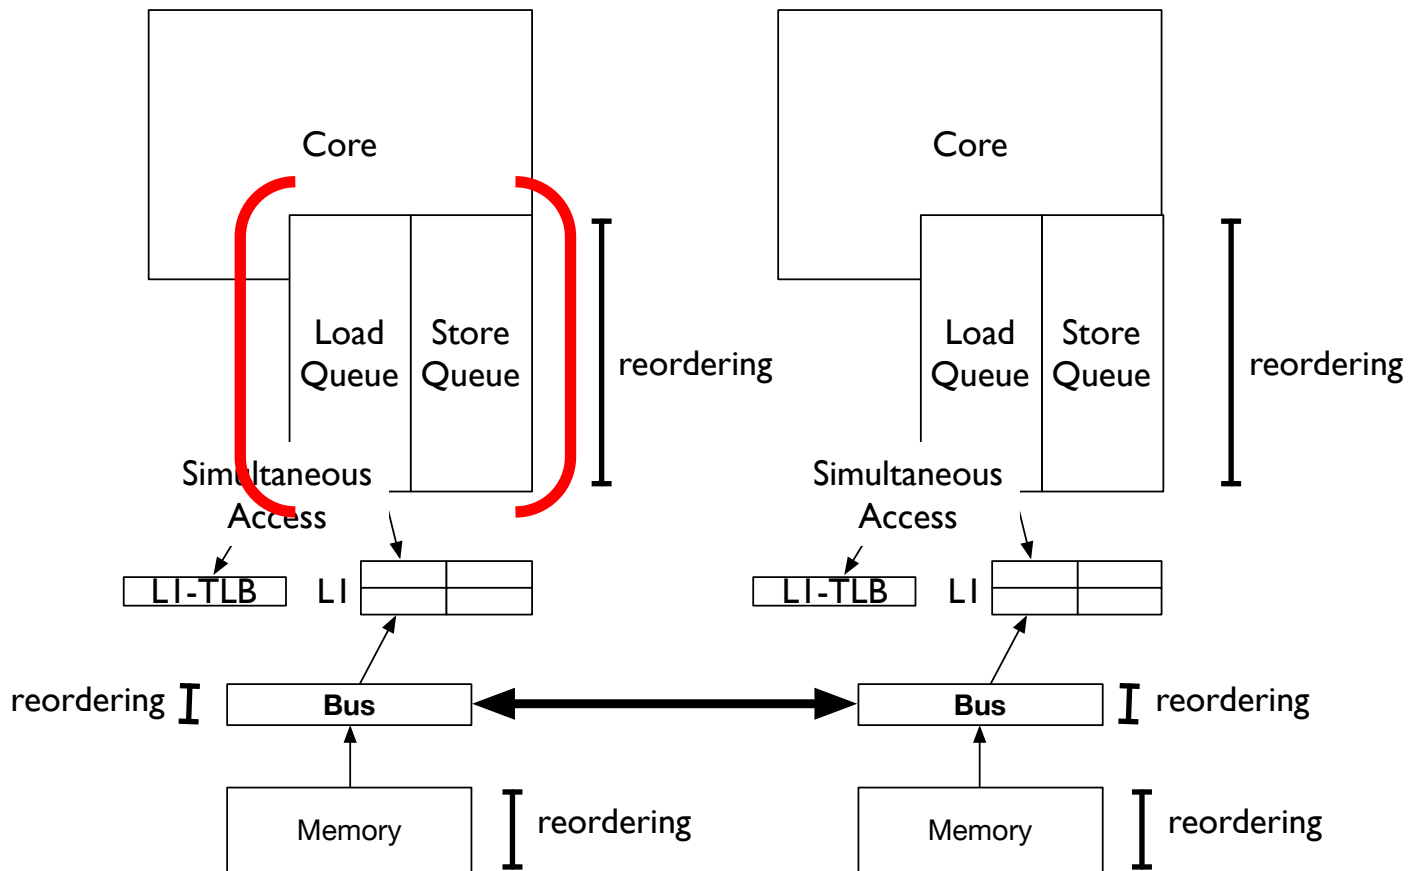 Core
Core
Load
Queue
Store
Queue
reordering
Load
Queue
Store
Queue
reordering
Simultaneous
Access
Simultaneous
Access
L1-TLB
L1
L1-TLB
L1
reordering
Bus
Bus
reordering
Memory
reordering
Memory
reordering